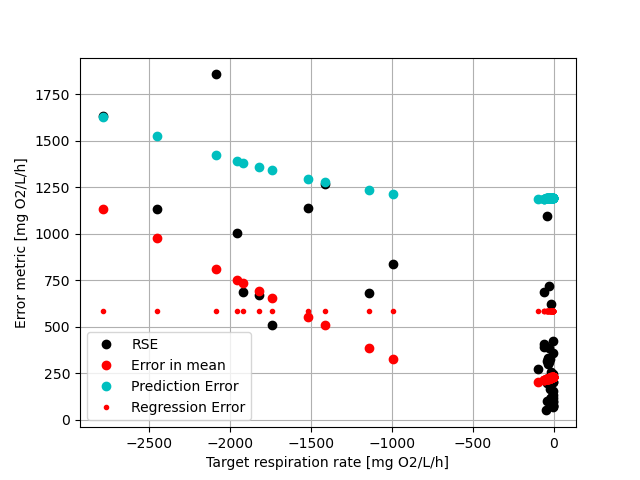 1750
1500
1250
1000
750
500
250
0
Error metric [mg O2/L/h]
RSE
Error in mean
Prediction Error
Regression Error
−2500 −2000 −1500 −1000 −500 0
Target respiration rate [mg O2/L/h]